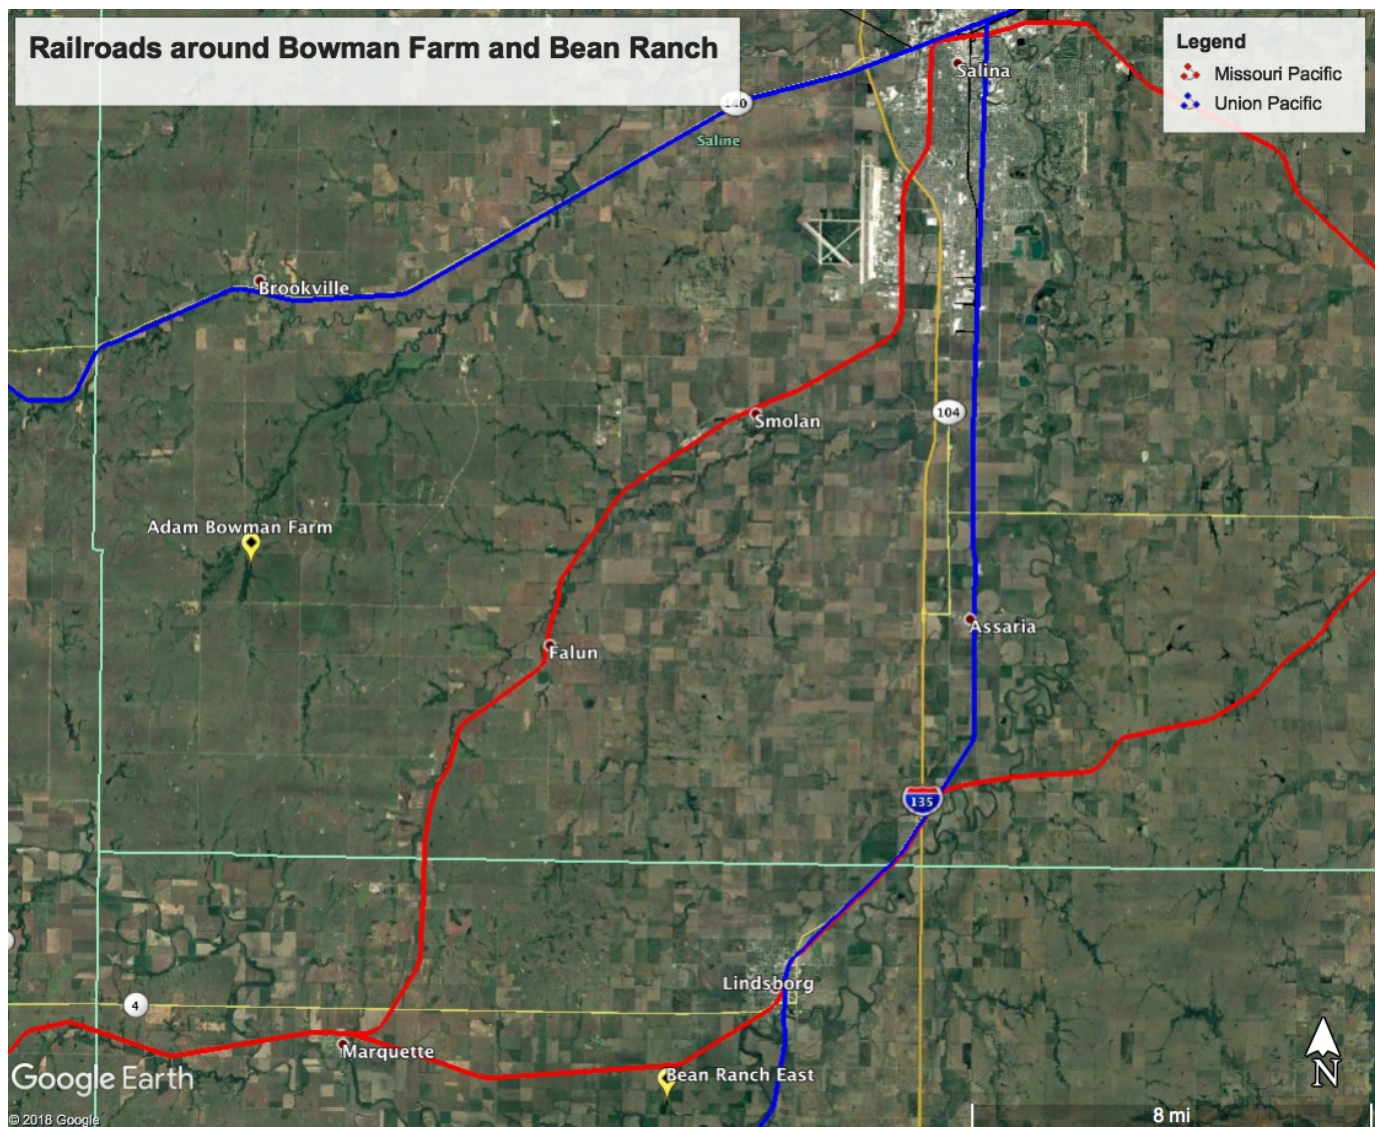 Railroads around Bowman Farm and Bean Ranch
Legend
Missouri Pacific
Union Pacific
Salina
140
Saline
Brookville
104
Smolan
Adam Bowman Farm
Assaria
Falun
135
Lindsborg
4
Marquette
Bean Ranch East
N
Google Earth
8 mi
© 2018 Google